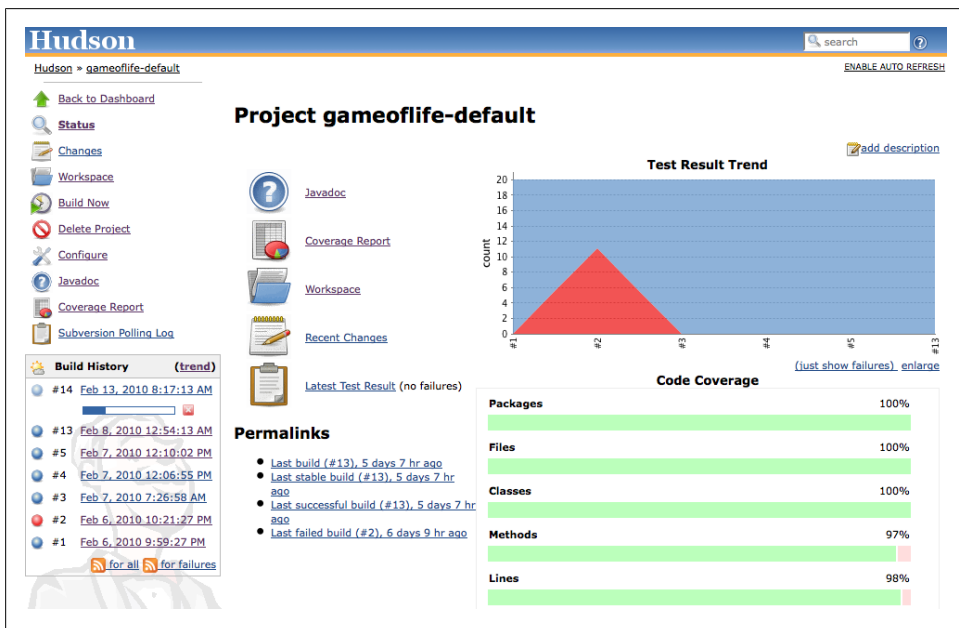 Hudson
search
Hudson » gameoflife-default
ENABLE AUTO REFRESH
Back to Dashboard
Status
Changes
Workspace
Build Now
Delete Project
Configure
Javadoc
Coverage Report
Subversion Polling Log
Build History (trend)
#14 Feb 13, 2010 8:17:13 AM
#13 Feb 8, 2010 12:54:13 AM
#5 Feb 7, 2010 12:10:02 PM
#4 Feb 7, 2010 12:06:55 PM
#3 Feb 7, 2010 7:26:58 AM
#2 Feb 6, 2010 10:21:27 PM
#1 Feb 6, 2010 9:59:27 PM
for all for failures
Project gameoflife-default
add description
Javadoc
Coverage Report
Workspace
Recent Changes
Latest Test Result (no failures)
Permalinks
Last build (#13), 5 days 7 hr ago
Last stable build (#13), 5 days 7 hr
ago
Last successful build (#13), 5 days 7 hr
ago
Last failed build (#2), 6 days 9 hr ago
Test Result Trend
count
20
18
16
14
12
10
8
6
4
2
0
#1
#2
#3
#4
#5
#13
(just show failures) enlarge
Code Coverage
Packages 100%
Files 100%
Classes 100%
Methods 97%
Lines 98%